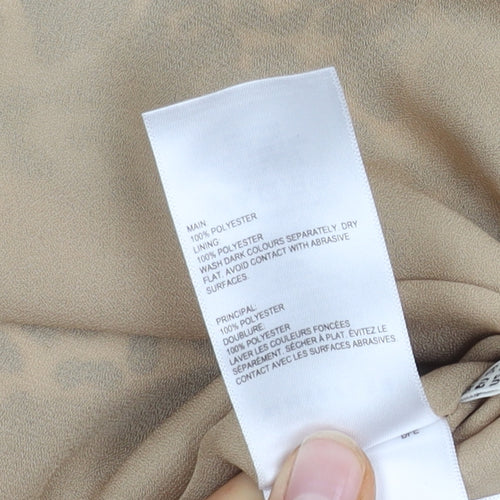 MAIN
100% POLYESTER
LINING:
100% POLYESTER
WASH DARK COLOURS SEPARATELY DRY
FLAT. AVOID CONTACT WITH ABRASIVE
SURFACES.
PRINCIPAL:
100% POLYESTER
DOUBLURE:
100% POLYESTER
LAVER LES COULEURS FONCÉES
SÉPARÉMENT. SÉCHER À PLAT. ÉVITEZ LE
CONTACT AVEC LES SURFACES ABRASIVES.